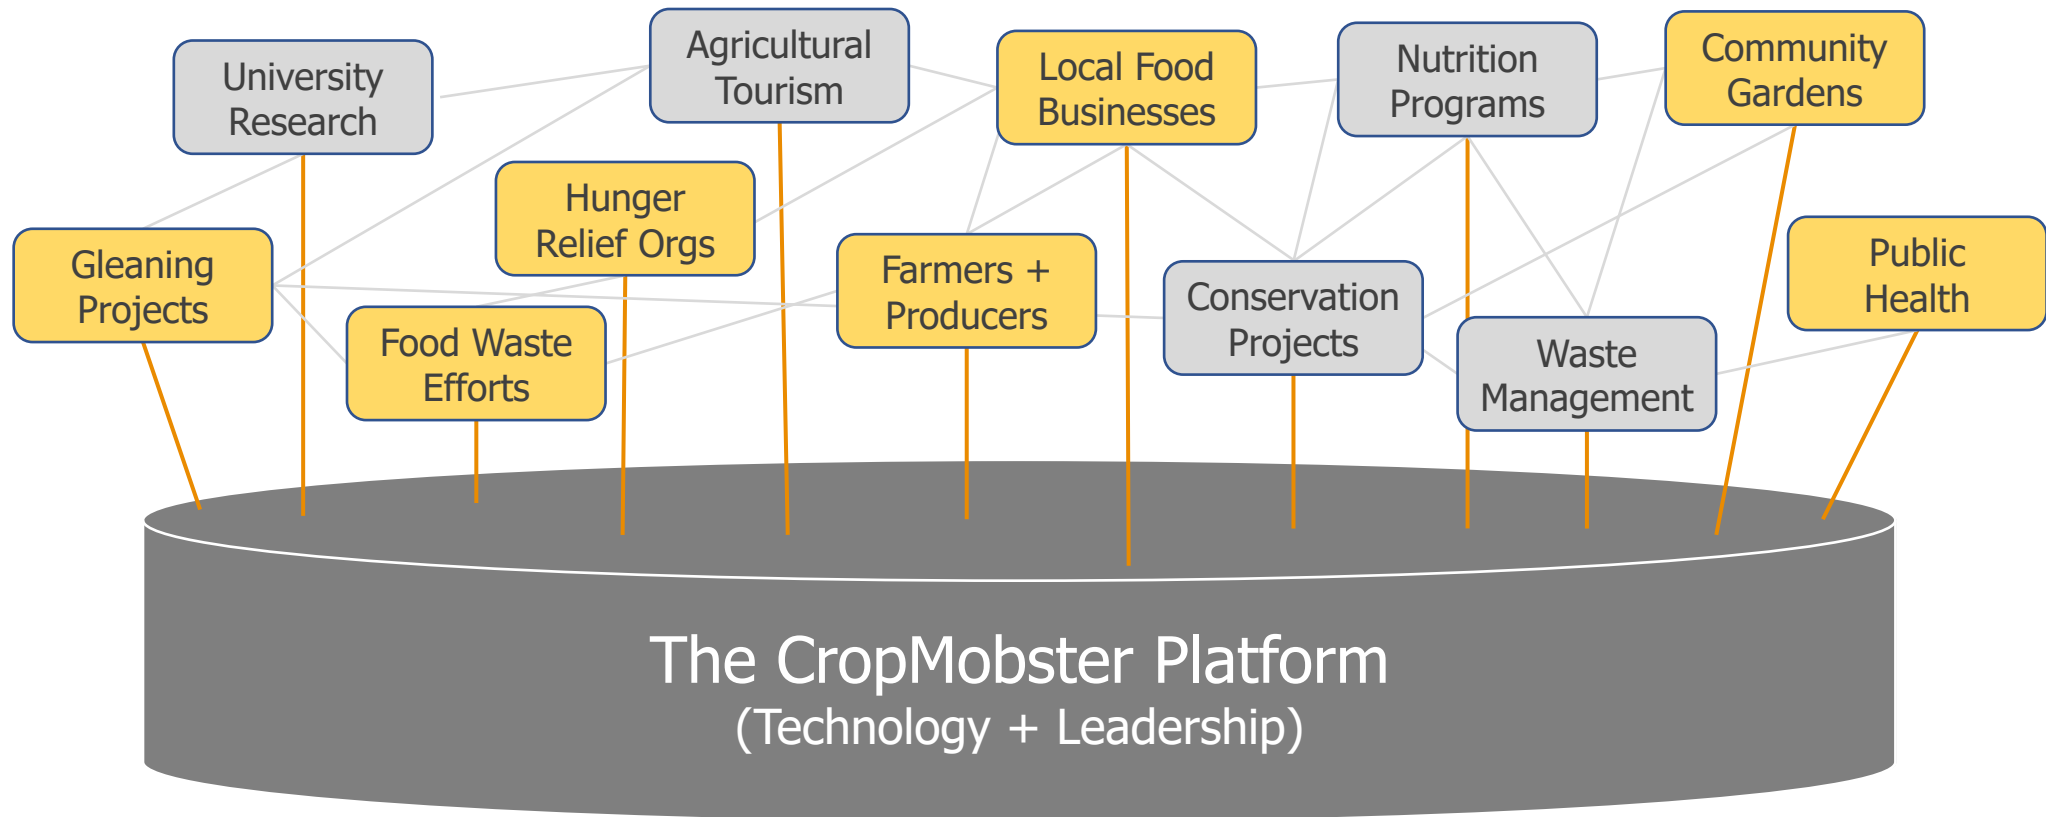 University
Research
Agricultural
Tourism
Local Food
Businesses
Nutrition
Programs
Community
Gardens
Gleaning
Projects
Hunger
Relief Orgs
Food Waste
Efforts
Farmers +
Producers
Conservation
Projects
Waste
Management
Public
Health
The CropMobster Platform
(Technology + Leadership)